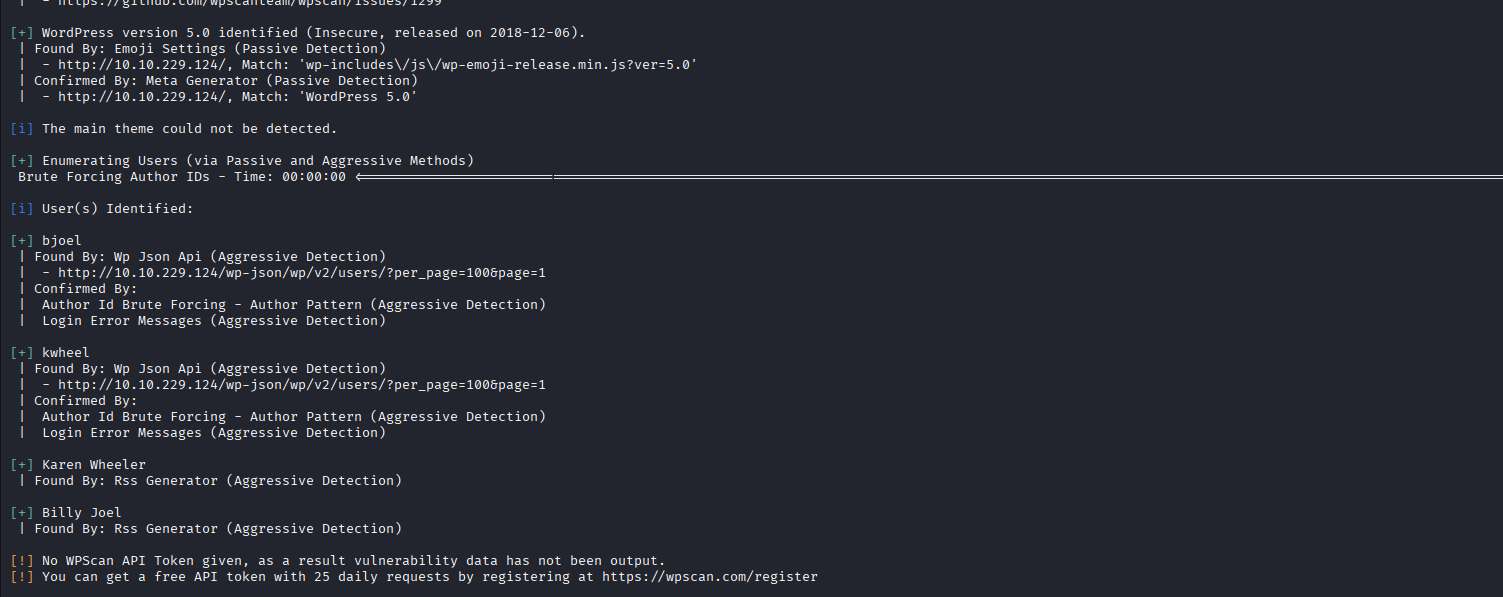 | - https://github.com/wpscanteam/wpscan/issues/1299
[+] WordPress version 5.0 identified (Insecure, released on 2018-12-06).
| Found By: Emoji Settings (Passive Detection)
|  - http://10.10.229.124/, Match: 'wp-includes\/js\/wp-emoji-release.min.js?ver=5.0'
| Confirmed By: Meta Generator (Passive Detection)
|  - http://10.10.229.124/, Match: 'WordPress 5.0'
[i] The main theme could not be detected.
[+] Enumerating Users (via Passive and Aggressive Methods)
Brute Forcing Author IDs - Time: 00:00:00 <==========
[i] User(s) Identified:
[+] bjoel
| Found By: Wp Json Api (Aggressive Detection)
|  - http://10.10.229.124/wp-json/wp/v2/users/?per_page=100&page=1
| Confirmed By:
|  Author Id Brute Forcing - Author Pattern (Aggressive Detection)
|  Login Error Messages (Aggressive Detection)
[+] kwheel
| Found By: Wp Json Api (Aggressive Detection)
|  - http://10.10.229.124/wp-json/wp/v2/users/?per_page=100&page=1
| Confirmed By:
|  Author Id Brute Forcing - Author Pattern (Aggressive Detection)
|  Login Error Messages (Aggressive Detection)
[+] Karen Wheeler
| Found By: Rss Generator (Aggressive Detection)
[+] Billy Joel
| Found By: Rss Generator (Aggressive Detection)
[!] No WPScan API Token given, as a result vulnerability data has not been output.
[!] You can get a free API token with 25 daily requests by registering at https://wpscan.com/register